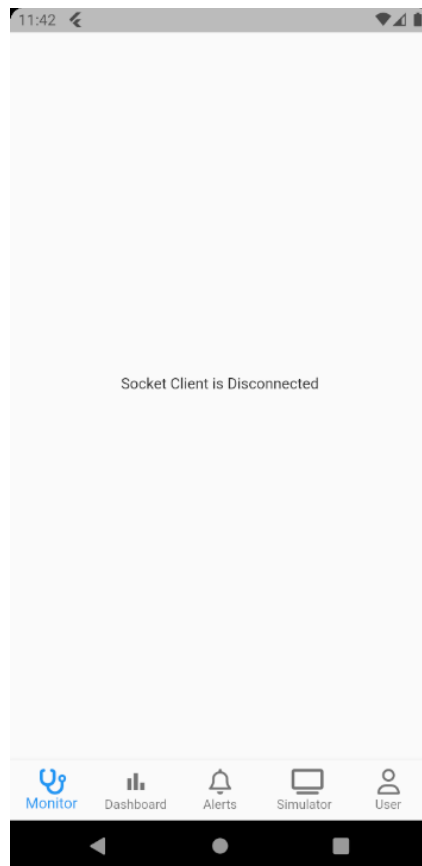 11:42
Socket Client is Disconnected
Monitor Dashboard Alerts Simulator User